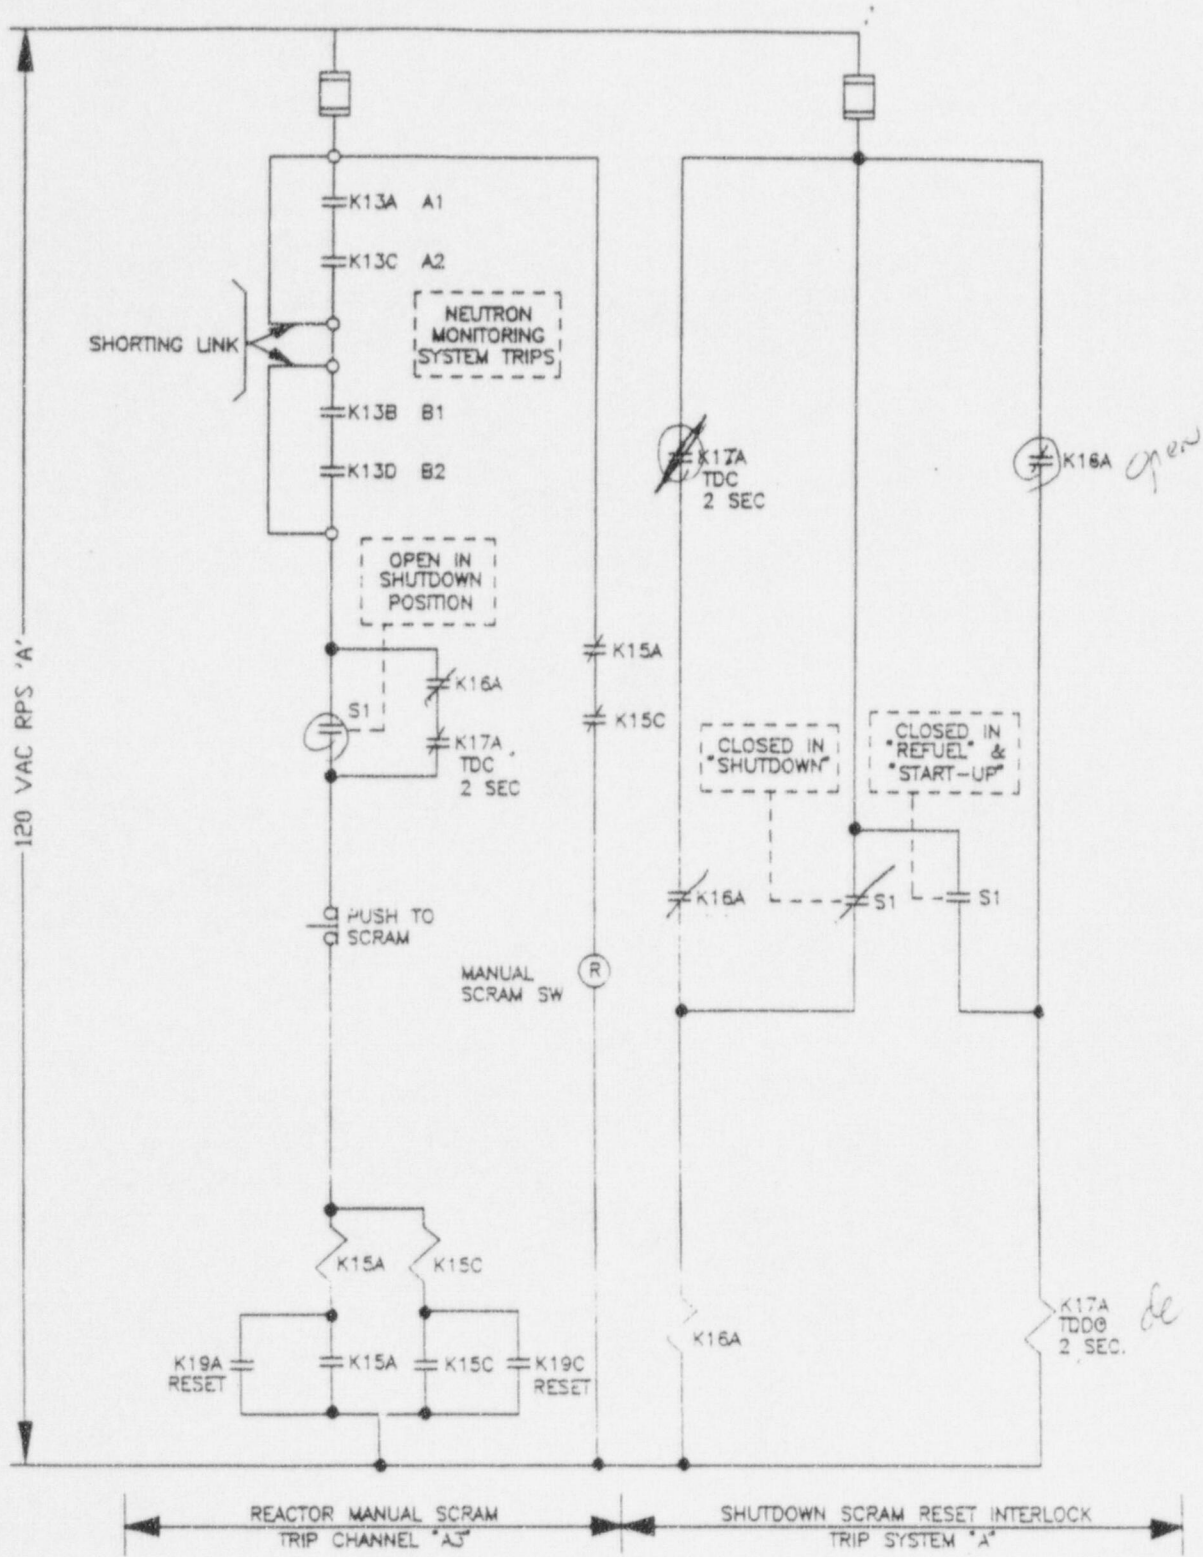 K13A A1
K13C A2
NEUTRON
MONITORING
SYSTEM TRIPS
SHORTING LINK
K13B B1
K13D B2
K17A
TDC
2 SEC
K16A
open
OPEN IN
SHUTDOWN
POSITION
120 VAC RPS 'A'
K15A
K16A
S1
K15C
K17A
TDC
2 SEC
CLOSED IN
"SHUTDOWN"
CLOSED IN
"REFUEL" &
"START-UP"
K16A
S1
S1
PUSH TO
SCRAM
MANUAL
SCRAM SW
R
K15A
K15C
K16A
K17A
TDDO
2 SEC.
de
K19A
RESET
K15A
K15C
K19C
RESET
REACTOR MANUAL SCRAM
TRIP CHANNEL "A3"
SHUTDOWN SCRAM RESET INTERLOCK
TRIP SYSTEM "A"